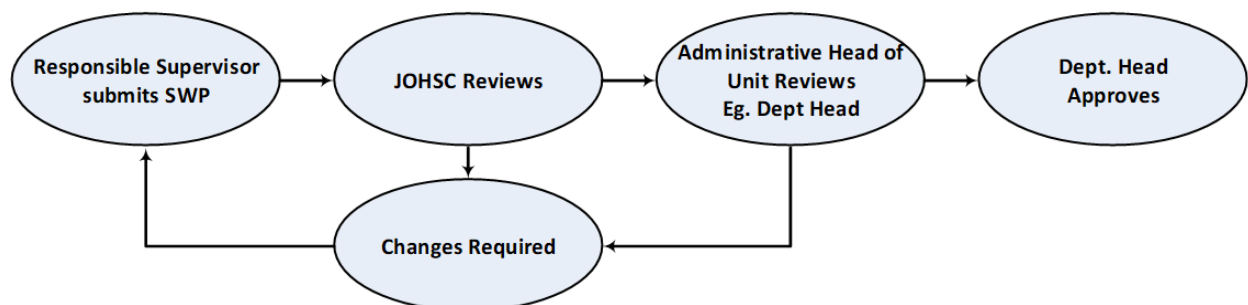 Responsible Supervisor
submits SWP
JOHSC Reviews
Administrative Head of
Unit Reviews
Eg. Dept Head
Dept. Head
Approves
Changes Required